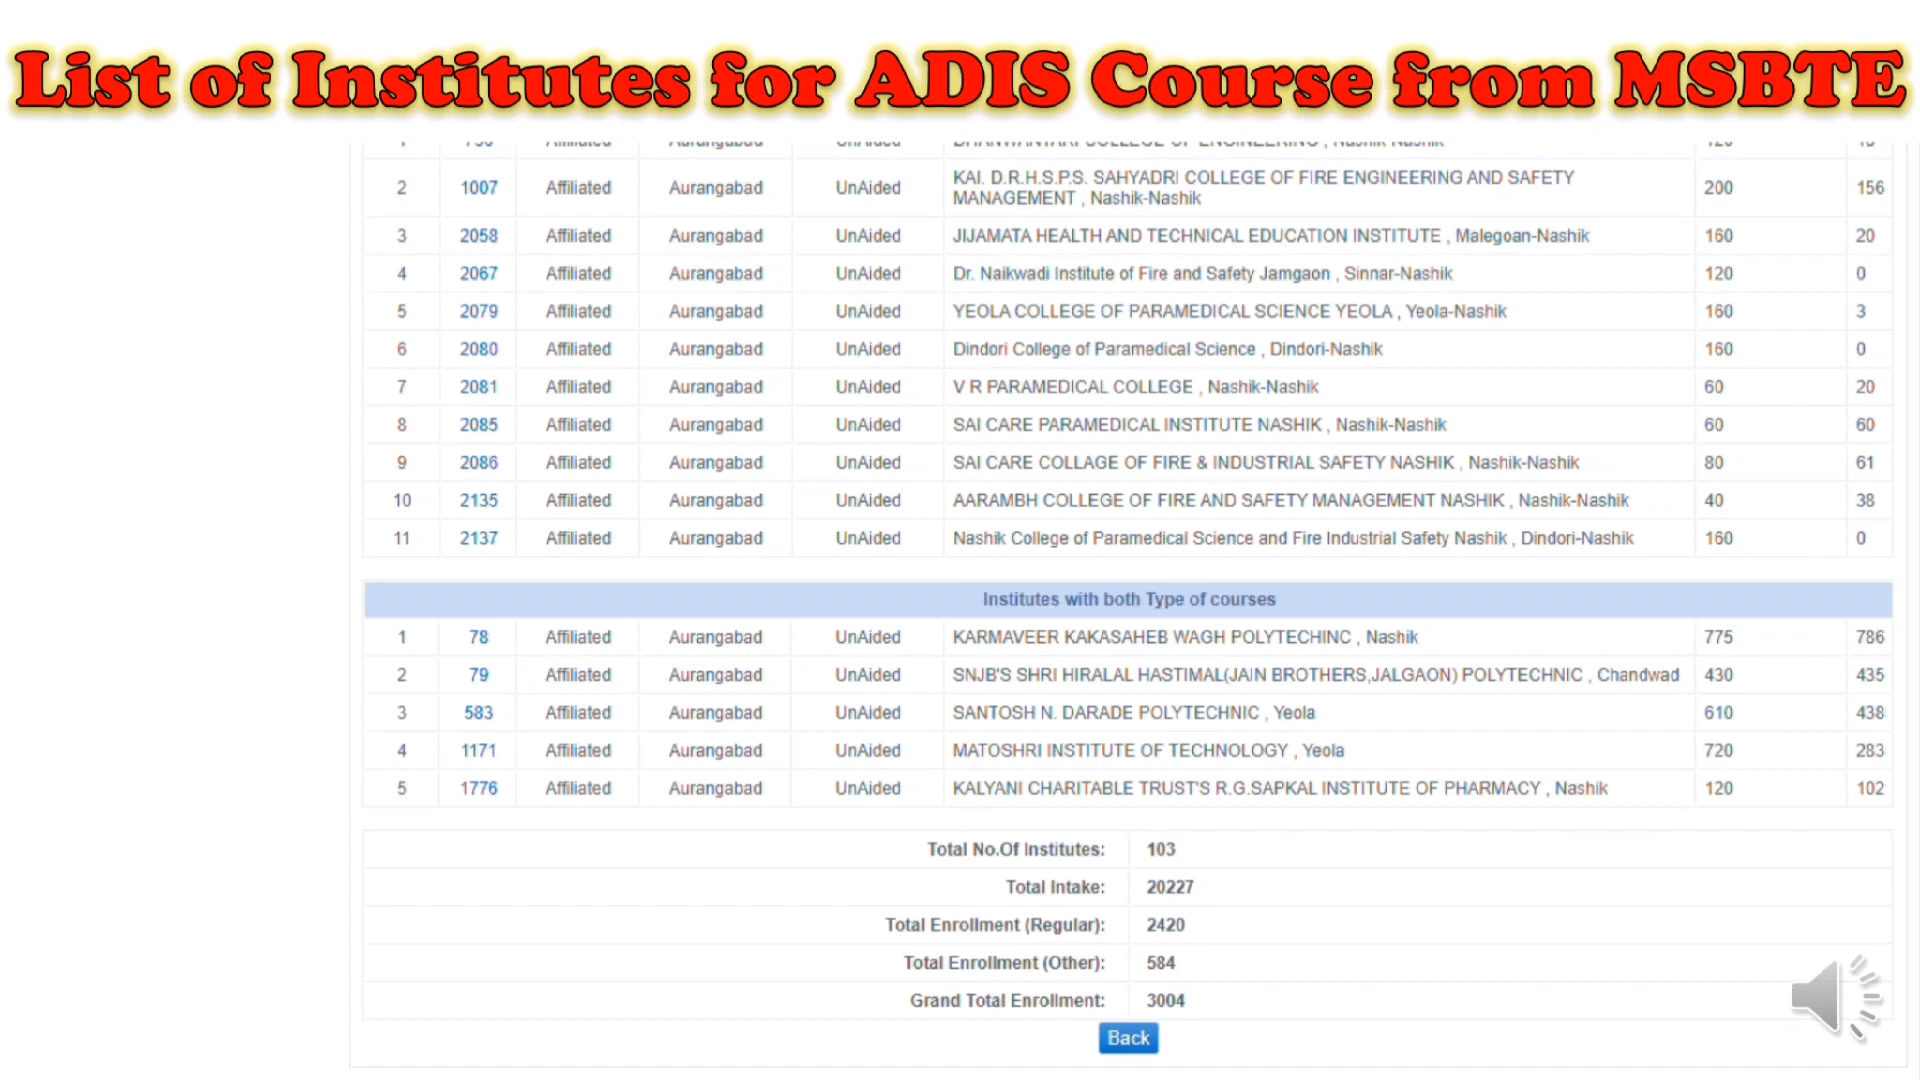 List of Institutes for ADIS Course from MSBTE
2 1007 Affiliated Aurangabad UnAided KAI. D.R.H.S.P.S. SAHYADRI COLLEGE OF FIRE ENGINEERING AND SAFETY MANAGEMENT , Nashik-Nashik 200 156
3 2058 Affiliated Aurangabad UnAided JIJAMATA HEALTH AND TECHNICAL EDUCATION INSTITUTE , Malegoan-Nashik 160 20
4 2067 Affiliated Aurangabad UnAided Dr. Naikwadi Institute of Fire and Safety Jamgaon , Sinnar-Nashik 120 0
5 2079 Affiliated Aurangabad UnAided YEOLA COLLEGE OF PARAMEDICAL SCIENCE YEOLA , Yeola-Nashik 160 3
6 2080 Affiliated Aurangabad UnAided Dindori College of Paramedical Science , Dindori-Nashik 160 0
7 2081 Affiliated Aurangabad UnAided V R PARAMEDICAL COLLEGE , Nashik-Nashik 60 20
8 2085 Affiliated Aurangabad UnAided SAI CARE PARAMEDICAL INSTITUTE NASHIK , Nashik-Nashik 60 60
9 2086 Affiliated Aurangabad UnAided SAI CARE COLLAGE OF FIRE & INDUSTRIAL SAFETY NASHIK , Nashik-Nashik 80 61
10 2135 Affiliated Aurangabad UnAided AARAMBH COLLEGE OF FIRE AND SAFETY MANAGEMENT NASHIK , Nashik-Nashik 40 38
11 2137 Affiliated Aurangabad UnAided Nashik College of Paramedical Science and Fire Industrial Safety Nashik , Dindori-Nashik 160 0
Institutes with both Type of courses
1 78 Affiliated Aurangabad UnAided KARMAVEER KAKASAHEB WAGH POLYTECHINC , Nashik 775 786
2 79 Affiliated Aurangabad UnAided SNJB'S SHRI HIRALAL HASTIMAL(JAIN BROTHERS,JALGAON) POLYTECHNIC , Chandwad 430 435
3 583 Affiliated Aurangabad UnAided SANTOSH N. DARADE POLYTECHNIC , Yeola 610 438
4 1171 Affiliated Aurangabad UnAided MATOSHRI INSTITUTE OF TECHNOLOGY , Yeola 720 283
5 1776 Affiliated Aurangabad UnAided KALYANI CHARITABLE TRUST'S R.G.SAPKAL INSTITUTE OF PHARMACY , Nashik 120 102
Total No.Of Institutes: 103
Total Intake: 20227
Total Enrollment (Regular): 2420
Total Enrollment (Other): 584
Grand Total Enrollment: 3004
Back